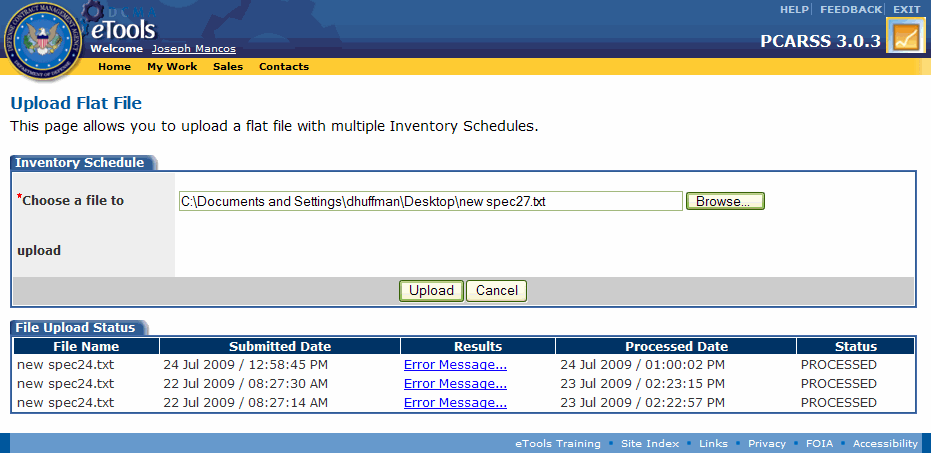 HELP | FEEDBACK | EXIT
eTools
Welcome Joseph Mancos
PCARSS 3.0.3
Home My Work Sales Contacts
Upload Flat File
This page allows you to upload a flat file with multiple Inventory Schedules.
Inventory Schedule
*Choose a file to
C:\Documents and Settings\dhuffman\Desktop\new spec27.txt Browse...
upload
Upload Cancel
File Upload Status
File Name Submitted Date Results Processed Date Status
new spec24.txt 24 Jul 2009 / 12:58:45 PM Error Message... 24 Jul 2009 / 01:00:02 PM PROCESSED
new spec24.txt 22 Jul 2009 / 08:27:30 AM Error Message... 23 Jul 2009 / 02:23:15 PM PROCESSED
new spec24.txt 22 Jul 2009 / 08:27:14 AM Error Message... 23 Jul 2009 / 02:22:57 PM PROCESSED
eTools Training • Site Index • Links • Privacy • FOIA • Accessibility